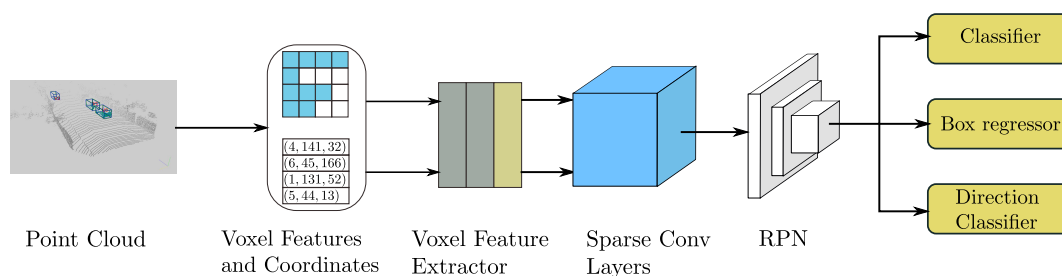 (4, 141, 32)
(6, 45, 166)
(1, 131, 52)
(5, 44, 13)
Point Cloud
Voxel Features
and Coordinates
Voxel Feature
Extractor
Sparse Conv
Layers
RPN
Classifier
Box regressor
Direction
Classifier